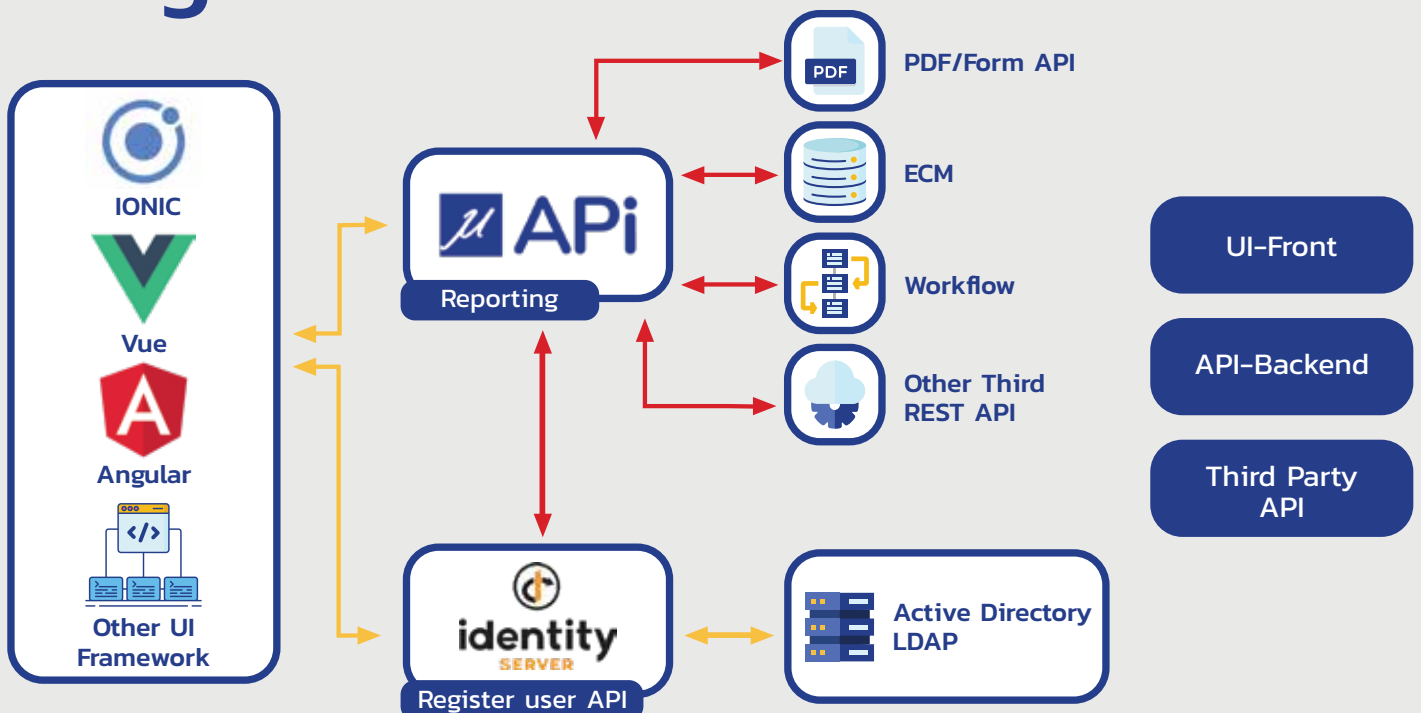 IONIC
Vue
Angular
</>
Other UI
Framework
μ APi
Reporting
identity
SERVER
Register user API
PDF
PDF/Form API
ECM
Workflow
Other Third
REST API
Active Directory
LDAP
UI-Front
API-Backend
Third Party
API